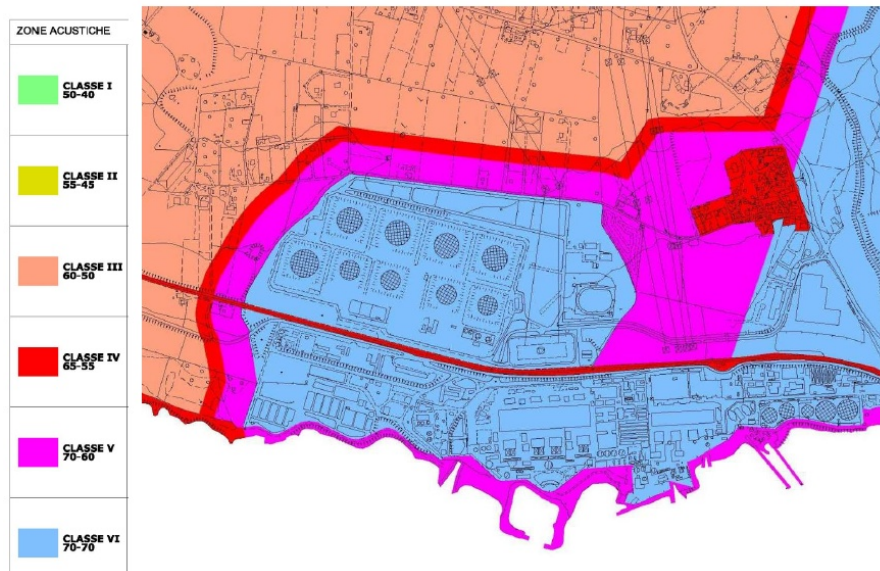 ZONE ACUSTICHE
CLASSE I
50-40
CLASSE II
55-45
CLASSE III
60-50
CLASSE IV
65-55
CLASSE V
70-60
CLASSE VI
70-70